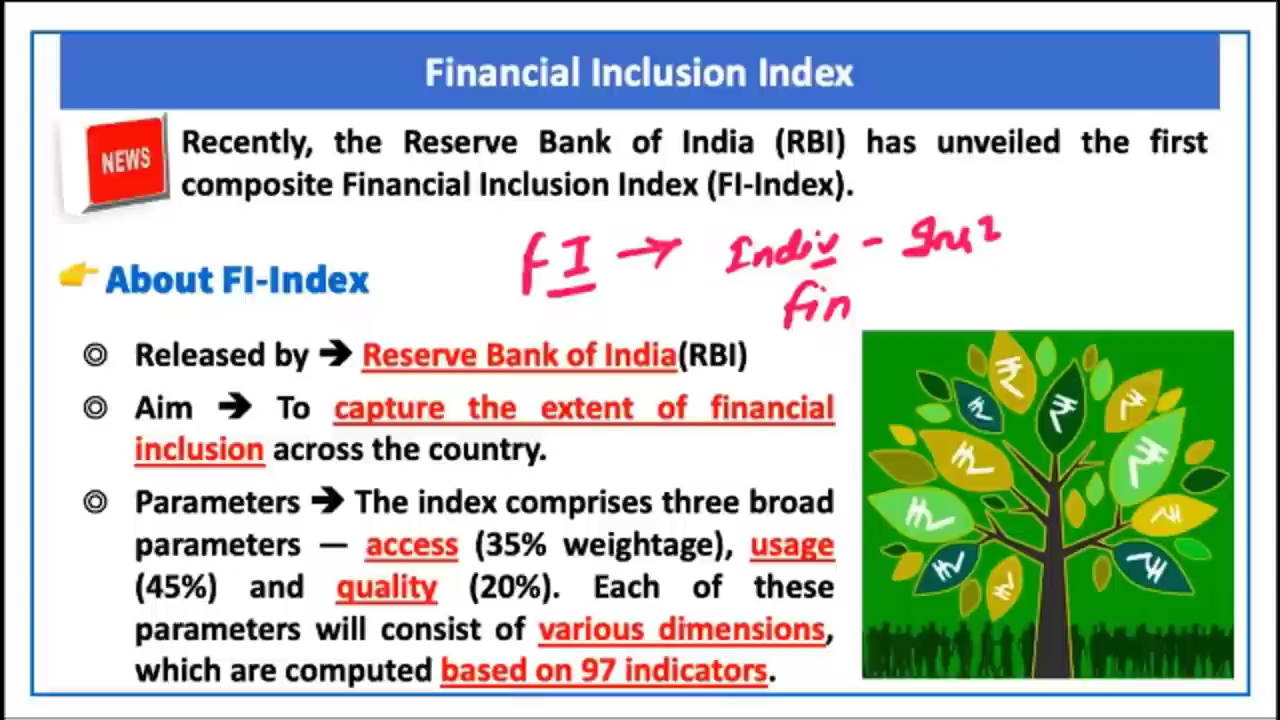 Financial Inclusion Index
NEWS
Recently, the Reserve Bank of India (RBI) has unveiled the first
composite Financial Inclusion Index (FI-Index).
FI → Indiv -
Fin
About FI-Index
Released by ➔ Reserve Bank of India(RBI)
Aim ➔ To capture the extent of financial
inclusion across the country.
Parameters ➔ The index comprises three broad
parameters — access (35% weightage), usage
(45%) and quality (20%). Each of these
parameters will consist of various dimensions,
which are computed based on 97 indicators.